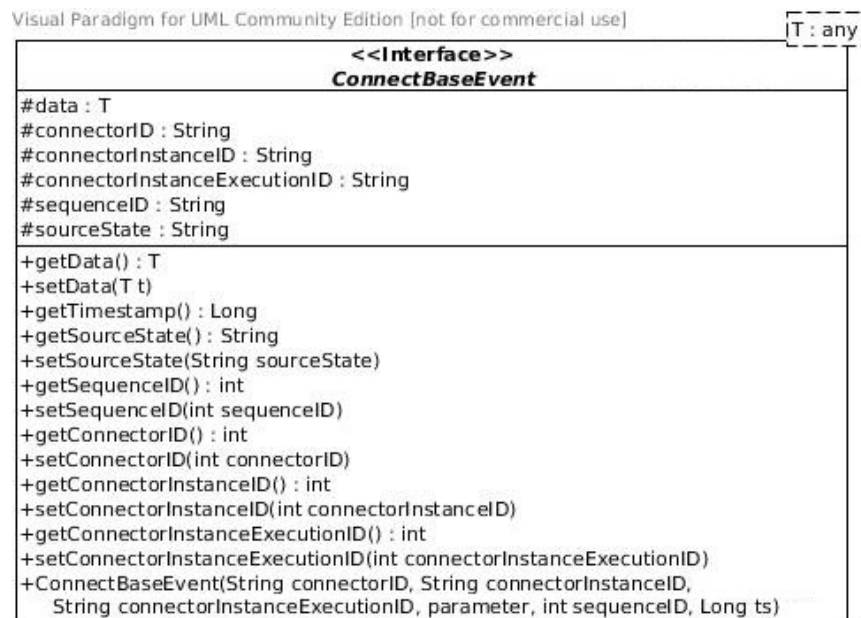 Visual Paradigm for UML Community Edition [not for commercial use]
T : any
<<Interface>>
ConnectBaseEvent
#data : T
#connectorID : String
#connectorInstanceID : String
#connectorInstanceExecutionID : String
#sequenceID : String
#sourceState : String
+getData() : T
+setData(T t)
+getTimestamp() : Long
+getSourceState() : String
+setSourceState(String sourceState)
+getSequenceID() : int
+setSequenceID(int sequenceID)
+getConnectorID() : int
+setConnectorID(int connectorID)
+getConnectorInstanceID() : int
+setConnectorInstanceID(int connectorInstanceID)
+getConnectorInstanceExecutionID() : int
+setConnectorInstanceExecutionID(int connectorInstanceExecutionID)
+ConnectBaseEvent(String connectorID, String connectorInstanceID,
String connectorInstanceExecutionID, parameter, int sequenceID, Long ts)